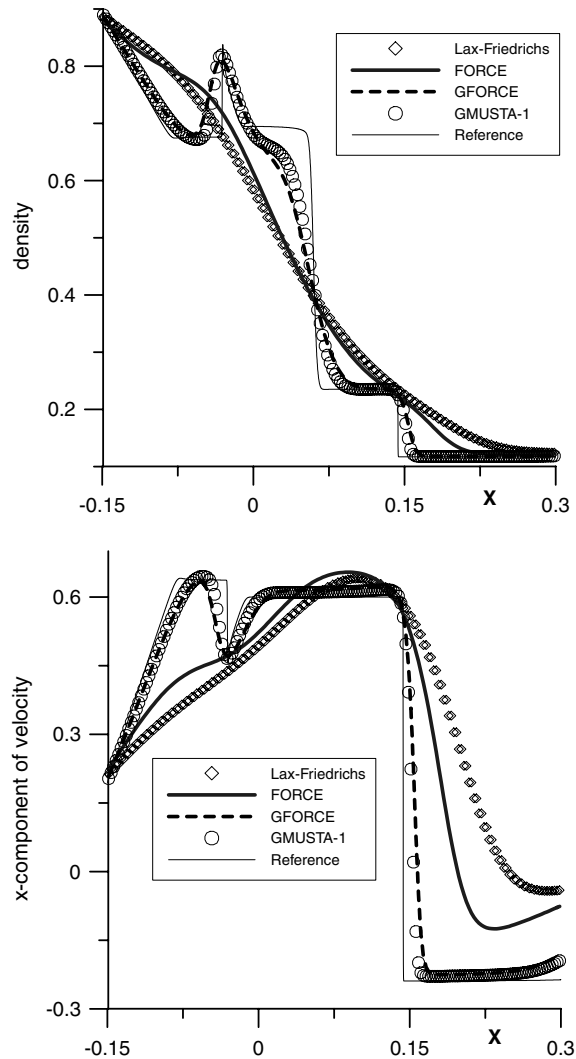 0.8
0.6
0.4
0.2
density
Lax-Friedrichs
FORCE
GFORCE
GMUSTA-1
Reference
-0.15
0
0.15
X
0.3
0.6
0.3
0
-0.3
x-component of velocity
Lax-Friedrichs
FORCE
GFORCE
GMUSTA-1
Reference
-0.15
0
0.15
X
0.3